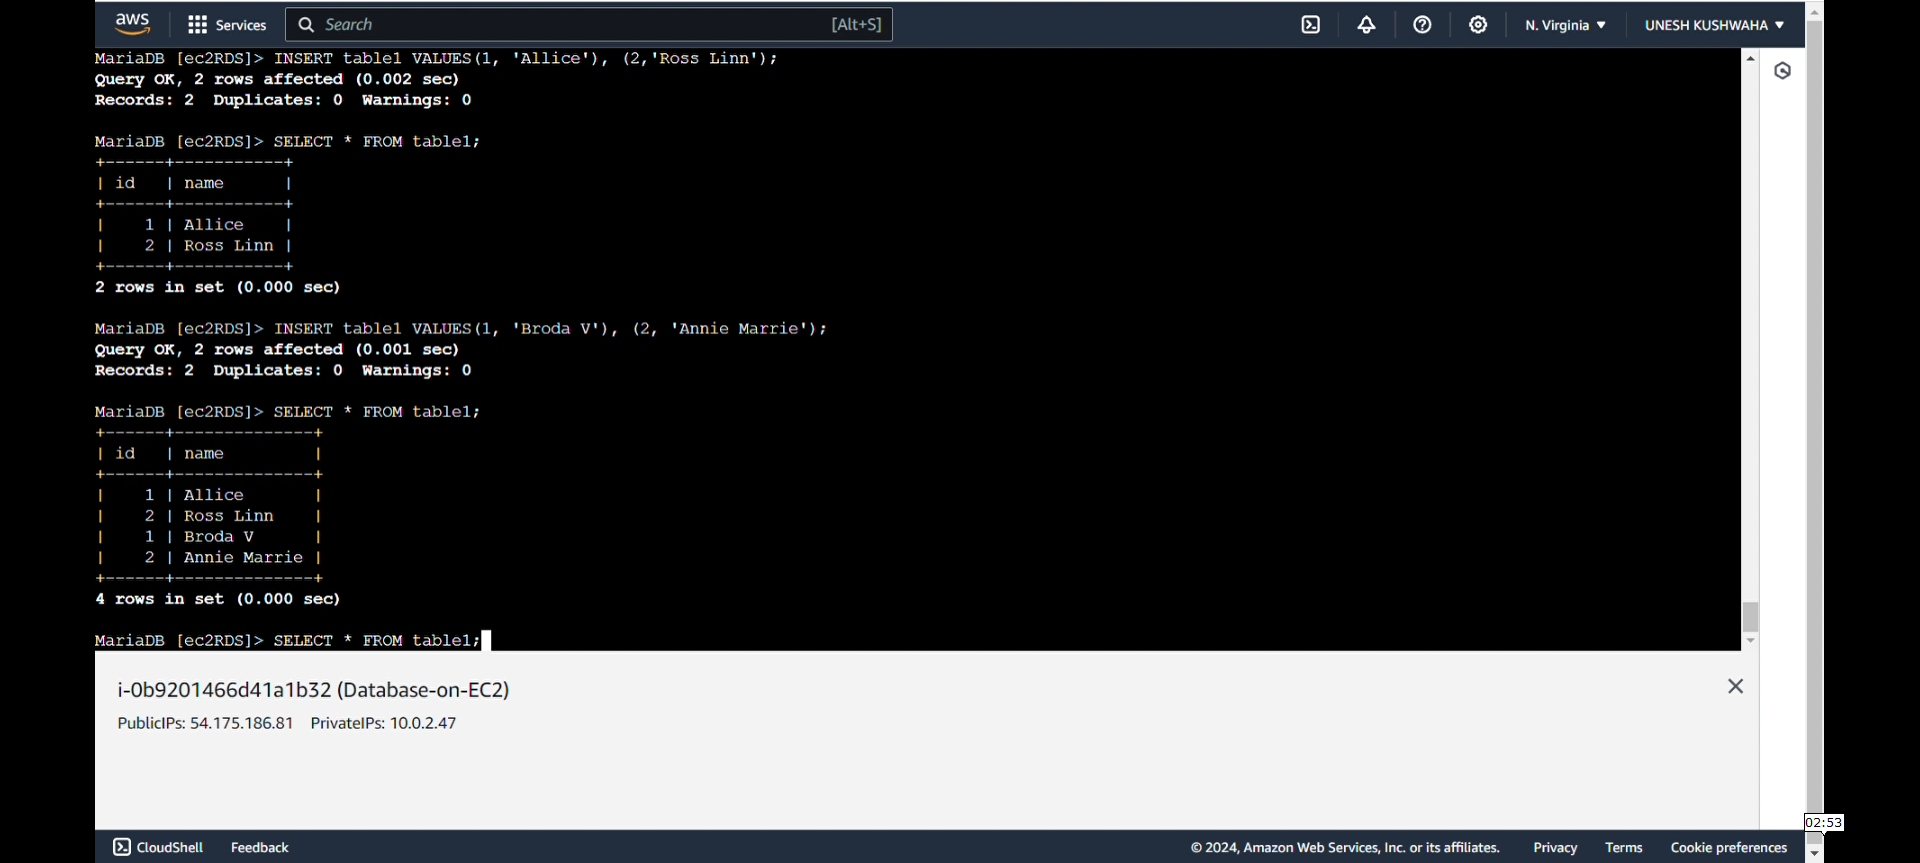 aws Services Search [Alt+S] N. Virginia UNESH KUSHWAHA
MariaDB [ec2RDS]> INSERT table1 VALUES(1, 'Allice'), (2,'Ross Linn');
Query OK, 2 rows affected (0.002 sec)
Records: 2  Duplicates: 0  Warnings: 0
MariaDB [ec2RDS]> SELECT * FROM table1;
+------+-----------+
| id   | name      |
+------+-----------+
|    1 | Allice    |
|    2 | Ross Linn |
+------+-----------+
2 rows in set (0.000 sec)
MariaDB [ec2RDS]> INSERT table1 VALUES(1, 'Broda V'), (2, 'Annie Marrie');
Query OK, 2 rows affected (0.001 sec)
Records: 2  Duplicates: 0  Warnings: 0
MariaDB [ec2RDS]> SELECT * FROM table1;
+------+--------------+
| id   | name         |
+------+--------------+
|    1 | Allice       |
|    2 | Ross Linn    |
|    1 | Broda V      |
|    2 | Annie Marrie |
+------+--------------+
4 rows in set (0.000 sec)
MariaDB [ec2RDS]> SELECT * FROM table1;
i-0b9201466d41a1b32 (Database-on-EC2)
PublicIPs: 54.175.186.81 PrivateIPs: 10.0.2.47
02:53
CloudShell Feedback © 2024, Amazon Web Services, Inc. or its affiliates. Privacy Terms Cookie preferences